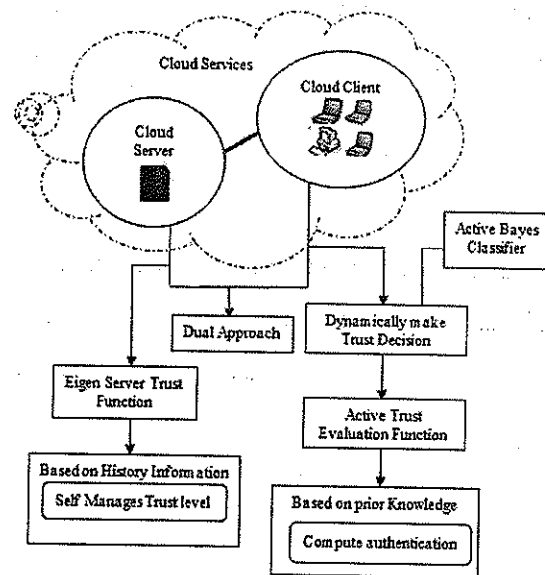 Cloud Services
Cloud Client
Cloud
Server
Active Bayes
Classifier
Dual Approach
Dynamically make
Trust Decision
Eigen Server Trust
Function
Active Trust
Evaluation Function
Based on History Information
Self Manages Trust level
Based on prior Knowledge
Compute authentication